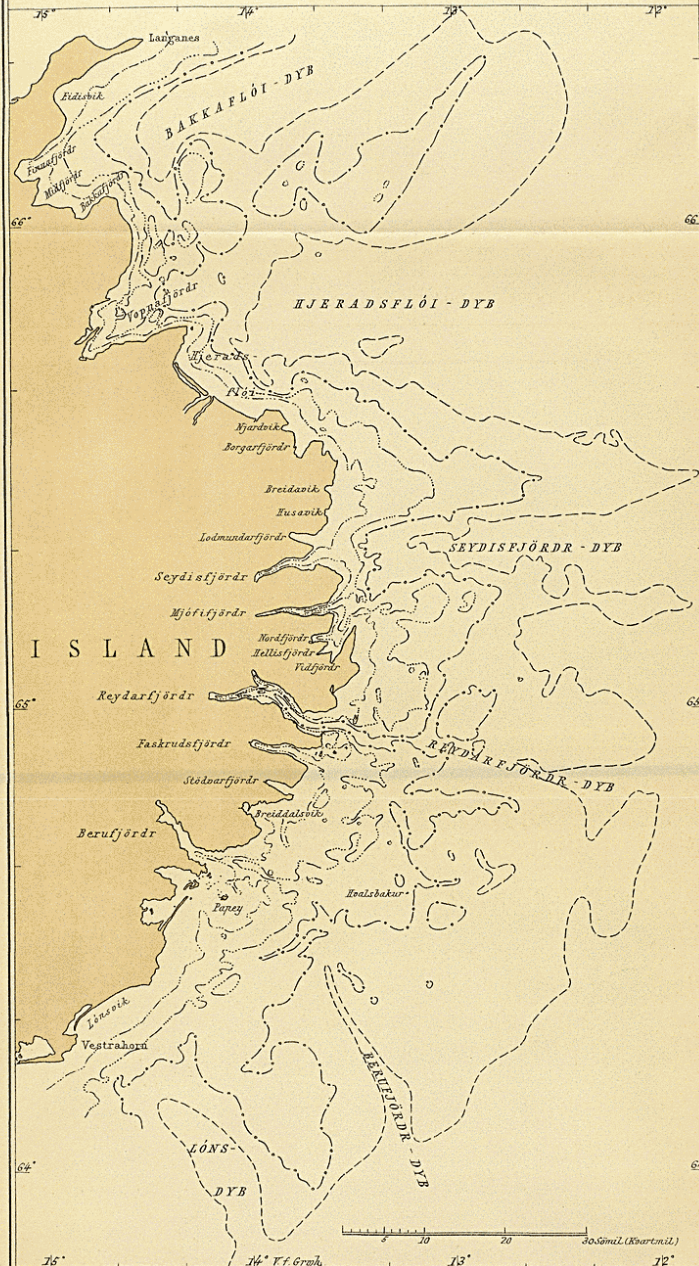 15° 14° 13° 12°
Langanes
BAKKAFLÓI-DYB
Eidisvik
Finnafjördr
Midfjördr
Bakkafjördr
66° 66
Vopnafjördr
HJERADSFLÓI-DYB
Hjerads
flói
Njardvik
Borgarfjördr
Breidavik
Husavik
Lodmundarfjördr
SEYDISFJÖRDR-DYB
Seydisfjördr
Mjófifjördr
ISLAND
Nordfjördr
Hellisfjördr
Vidfjördr
Reydarfjördr
65° 65
Faskrudsfjördr
REYDARFJÖRDR-DYB
Stödvarfjördr
Breiddalsvik
Berufjördr
Hvalsbakur
Papey
Lónsvik
Vestrahorn
BERUFJÖRDR-DYB
LÓNS-
DYB
64° 6
5 10 20 30 Sömil (Kvartmil)
15° 14° V. f. Grwh. 13° 12°